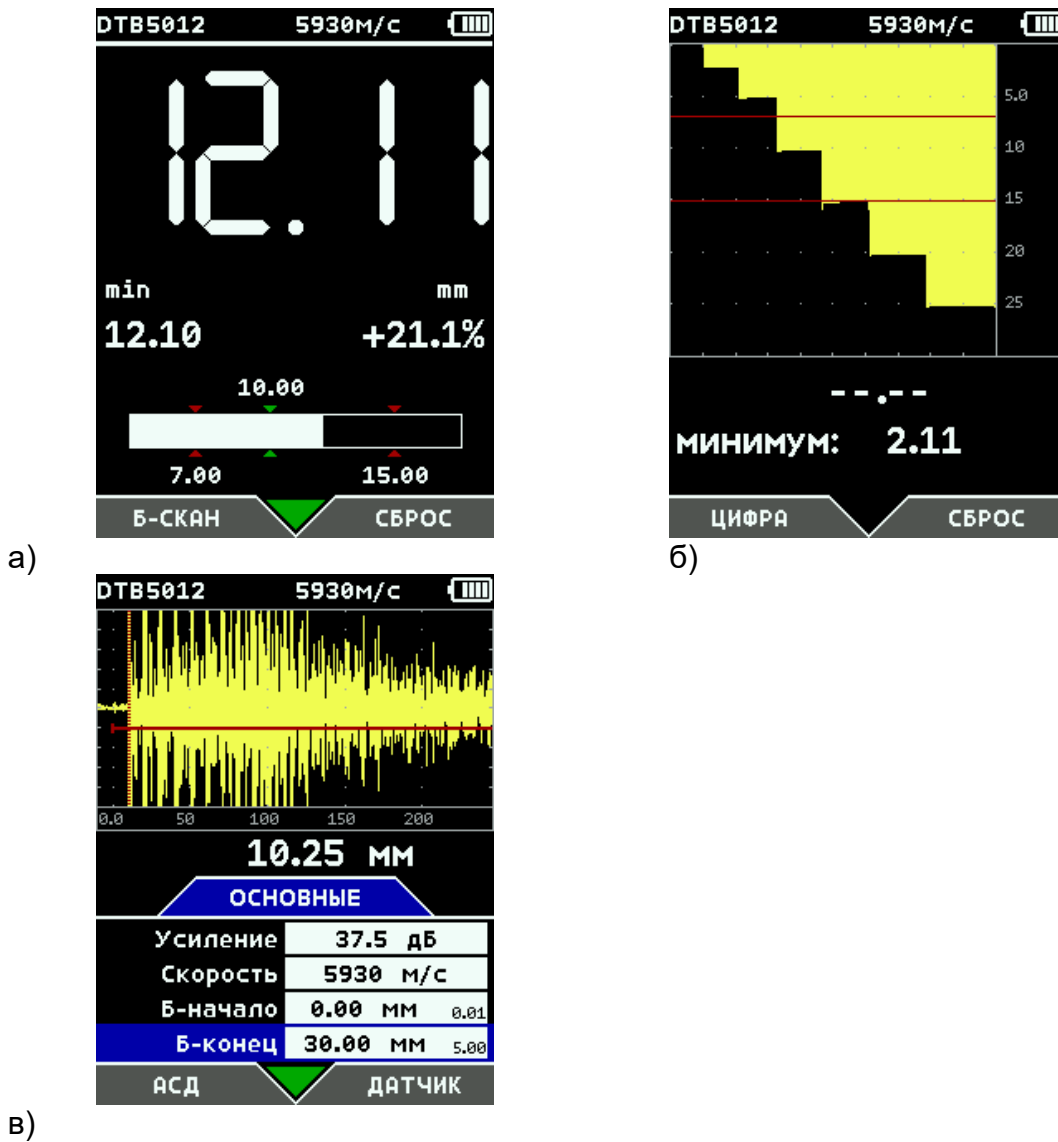 DTB5012 5930м/с
12.11
min mm
12.10 +21.1%
10.00
7.00 15.00
Б-СКАН СБРОС
а)
DTB5012 5930м/с
5.0
10
15
20
25
--.--
минимум: 2.11
ЦИФРА СБРОС
б)
DTB5012 5930м/с
0.0 50 100 150 200
10.25 мм
ОСНОВНЫЕ
Усиление 37.5 дБ
Скорость 5930 м/с
Б-начало 0.00 мм 0.01
Б-конец 30.00 мм 5.00
АСД ДАТЧИК
в)